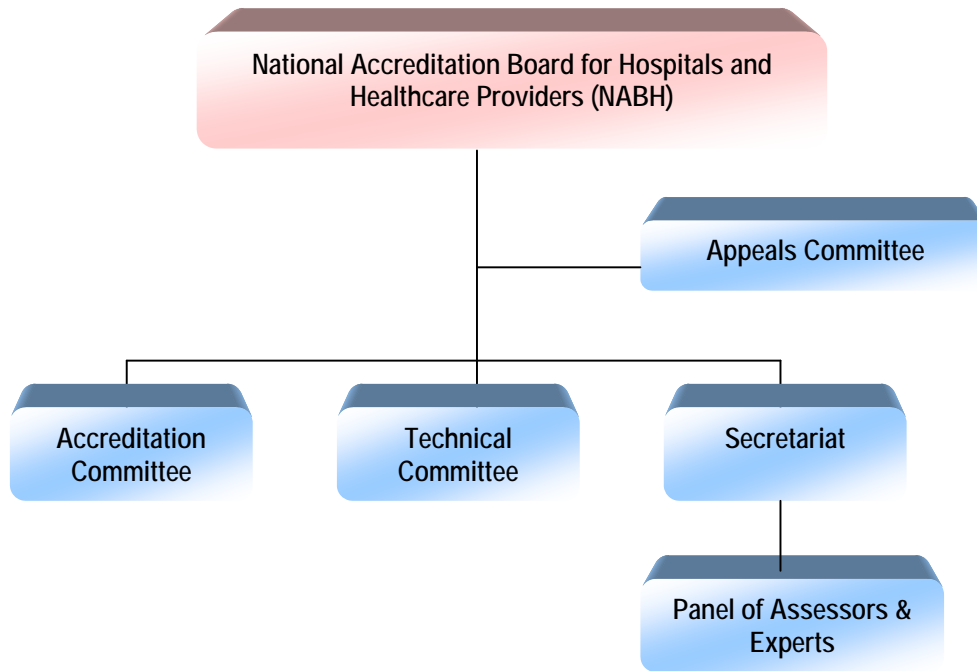 National Accreditation Board for Hospitals and
Healthcare Providers (NABH)
Appeals Committee
Accreditation
Committee
Technical
Committee
Secretariat
Panel of Assessors &
Experts